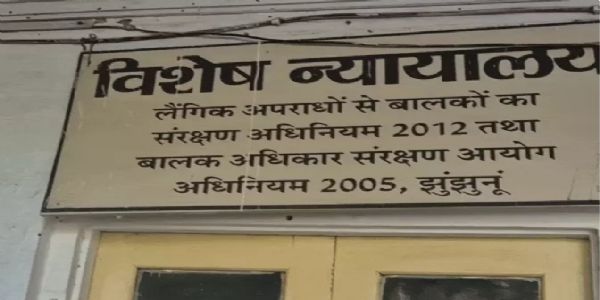 विशेष न्यायालय
लैंगिक अपराधों से बालकों का
संरक्षण अधिनियम 2012 तथा
बालक अधिकार संरक्षण आयोग
अधिनियम 2005, झुंझुनूं